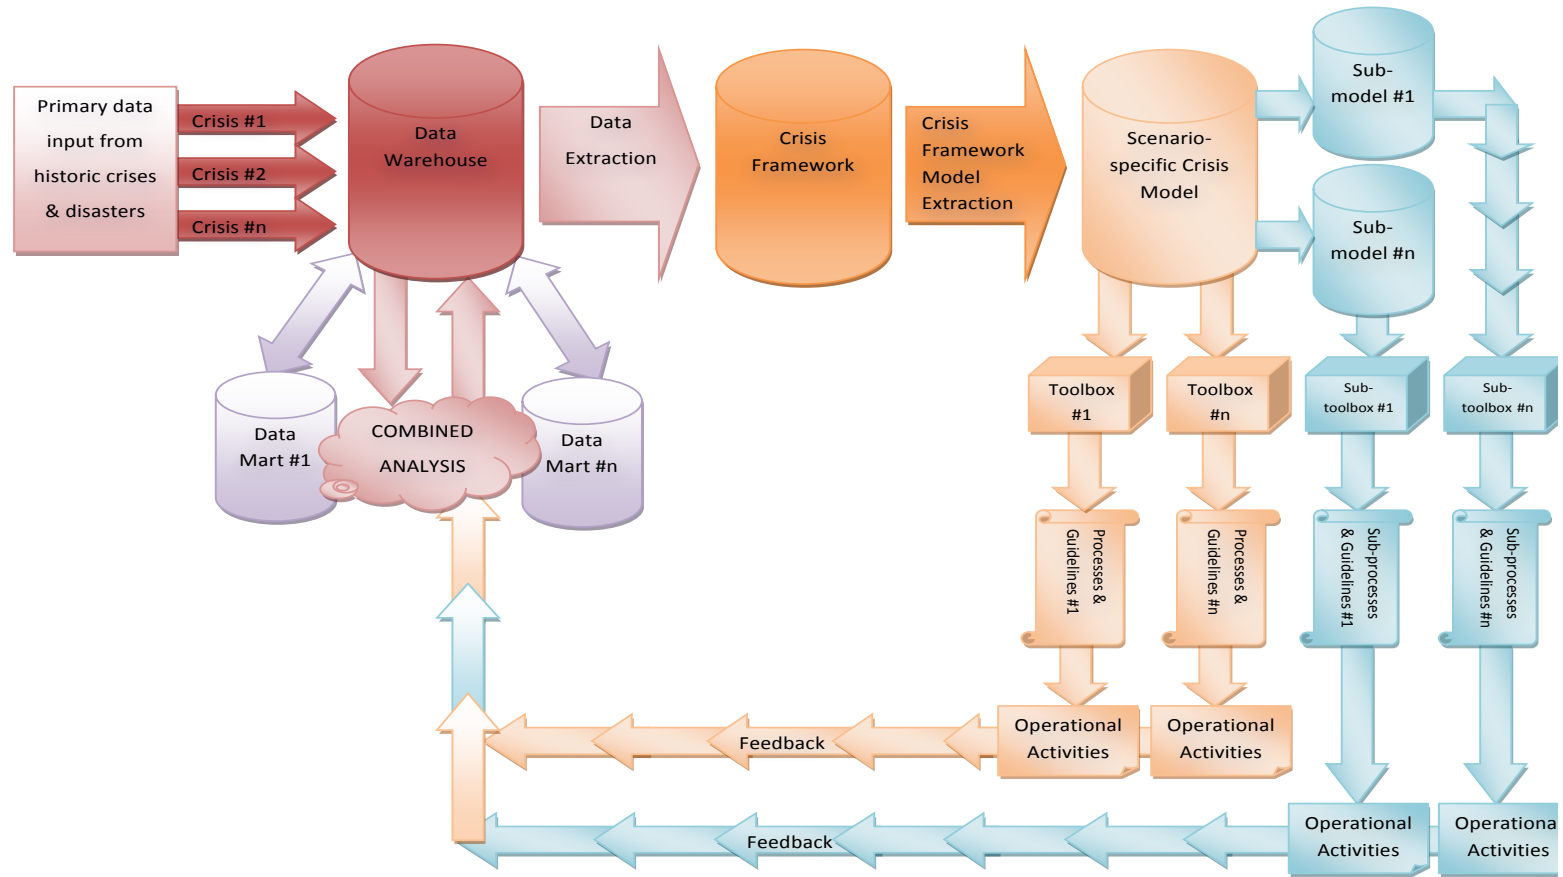 Primary data
input from
historic crises
& disasters
Crisis #1
Crisis #2
Crisis #n
Data
Warehouse
Data
Extraction
Crisis
Framework
Crisis
Framework
Model
Extraction
Scenario-
specific Crisis
Model
Sub-
model #1
Sub-
model #n
Data
Mart #1
COMBINED
ANALYSIS
Data
Mart #n
Toolbox
#1
Toolbox
#n
Sub-
toolbox #1
Sub-
toolbox #n
Processes &
Guidelines #1
Processes &
Guidelines #n
Sub-processes
& Guidelines #1
Sub-processes
& Guidelines #n
Feedback
Operational
Activities
Operational
Activities
Feedback
Operational
Activities
Operationa
Activities